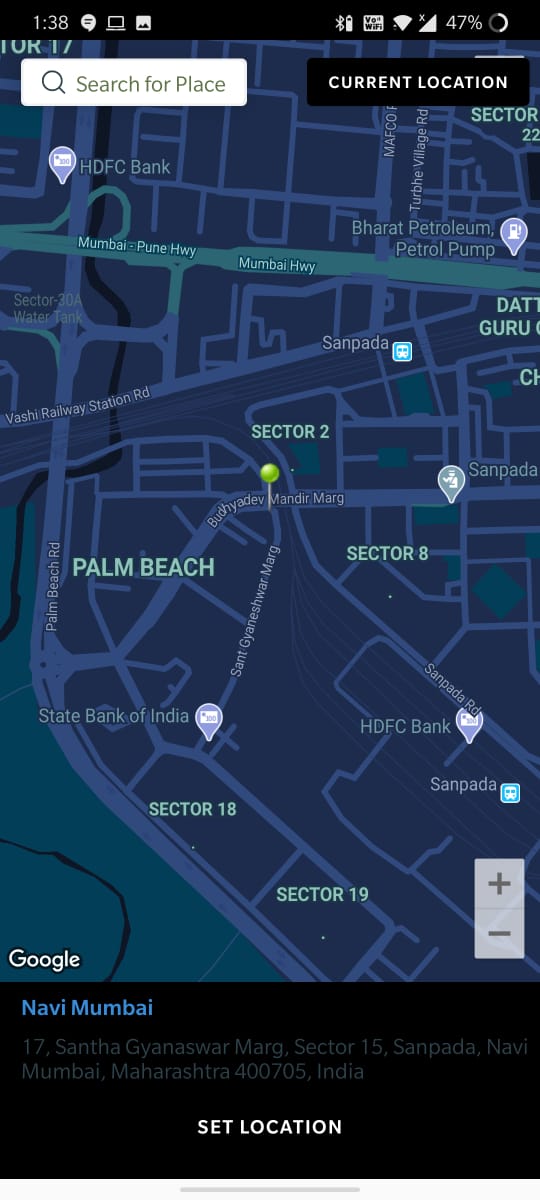 1:38
Vo))
WiFi
x
47%
TOR 17
Search for Place
CURRENT LOCATION
SECTOR
22
MAFCO R
Turbhe Village Rd
HDFC Bank
Bharat Petroleum,
Petrol Pump
Mumbai - Pune Hwy
Mumbai Hwy
Sector-30A
Water Tank
DATT
GURU
Sanpada
CH
Vashi Railway Station Rd
SECTOR 2
Sanpada
Budhyadev Mandir Marg
SECTOR 8
PALM BEACH
Palm Beach Rd
Sant Gyaneshwar Marg
Sanpada Rd
State Bank of India
HDFC Bank
Sanpada
SECTOR 18
SECTOR 19
+
−
Google
Navi Mumbai
17, Santha Gyanaswar Marg, Sector 15, Sanpada, Navi
Mumbai, Maharashtra 400705, India
SET LOCATION